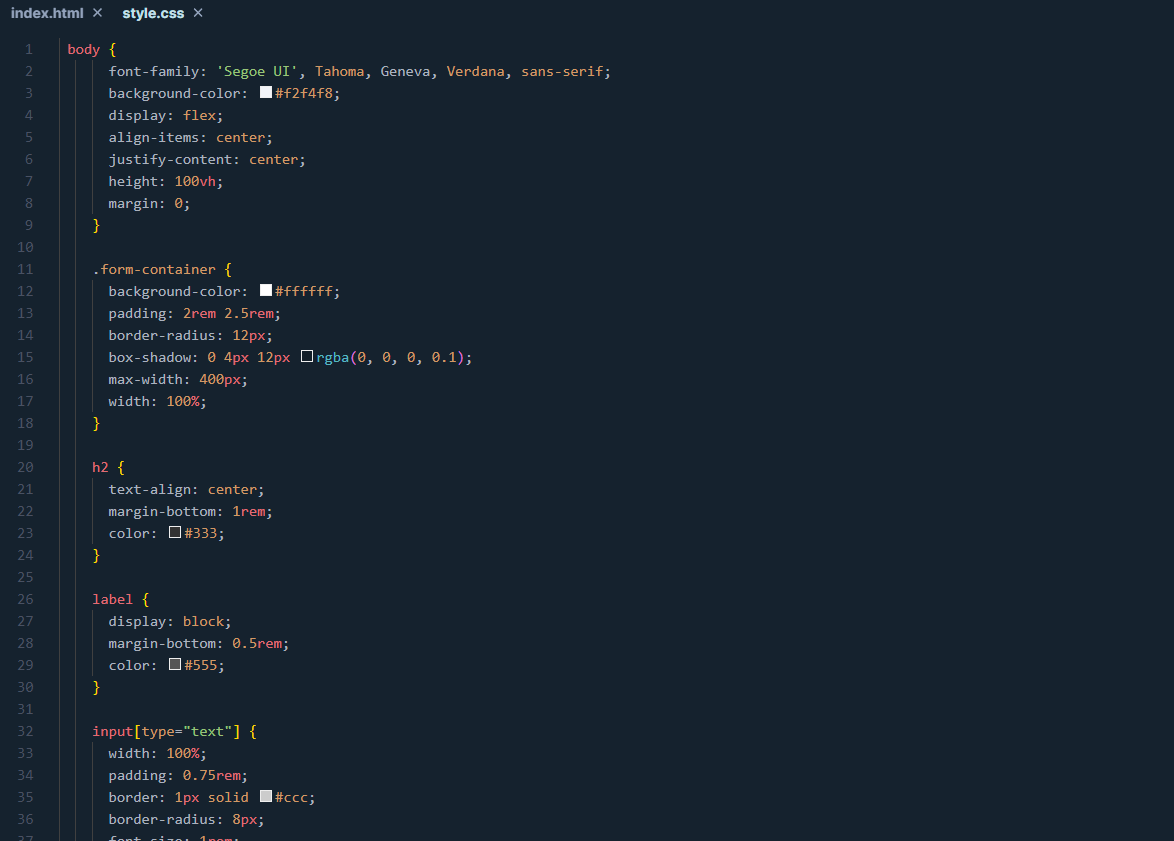 index.html × style.css ×
1 body {
2 font-family: 'Segoe UI', Tahoma, Geneva, Verdana, sans-serif;
3 background-color: #f2f4f8;
4 display: flex;
5 align-items: center;
6 justify-content: center;
7 height: 100vh;
8 margin: 0;
9 }
10
11 .form-container {
12 background-color: #ffffff;
13 padding: 2rem 2.5rem;
14 border-radius: 12px;
15 box-shadow: 0 4px 12px rgba(0, 0, 0, 0.1);
16 max-width: 400px;
17 width: 100%;
18 }
19
20 h2 {
21 text-align: center;
22 margin-bottom: 1rem;
23 color: #333;
24 }
25
26 label {
27 display: block;
28 margin-bottom: 0.5rem;
29 color: #555;
30 }
31
32 input[type="text"] {
33 width: 100%;
34 padding: 0.75rem;
35 border: 1px solid #ccc;
36 border-radius: 8px;
37 font-size: 1rem;